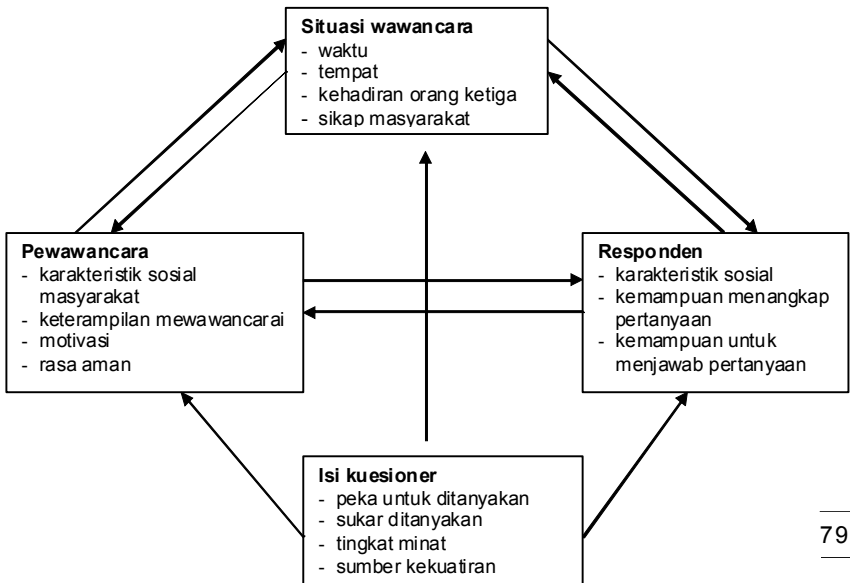 Situasi wawancara
- waktu
- tempat
- kehadiran orang ketiga
- sikap masyarakat
Pewawancara
- karakteristik sosial
masyarakat
- keterampilan mewawancarai
- motivasi
- rasa aman
Responden
- karakteristik sosial
- kemampuan menangkap
pertanyaan
- kemampuan untuk
menjawab pertanyaan
Isi kuesioner
- peka untuk ditanyakan
- sukar ditanyakan
- tingkat minat
- sumber kekuatiran
79